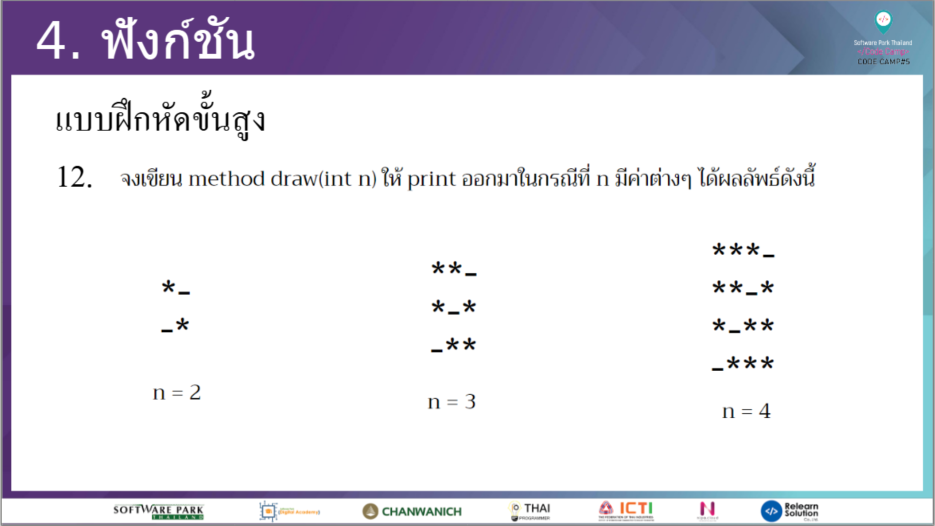 4. ฟังก์ชัน
Software Park Thailand
CODE CAMP#5
แบบฝึกหัดขั้นสูง
12. จงเขียน method draw(int n) ให้ print ออกมาในกรณีที่ n มีค่าต่างๆ ได้ผลลัพธ์ดังนี้
*_
_*
n = 2
**_
*_*
_**
n = 3
***_
**_*
*_**
_***
n = 4
SOFTWARE PARK
THAILAND
Digital Academy
CHANWANICH
THAI
PROGRAMMER
ICTI
Relearn
Solution
Co.,Ltd